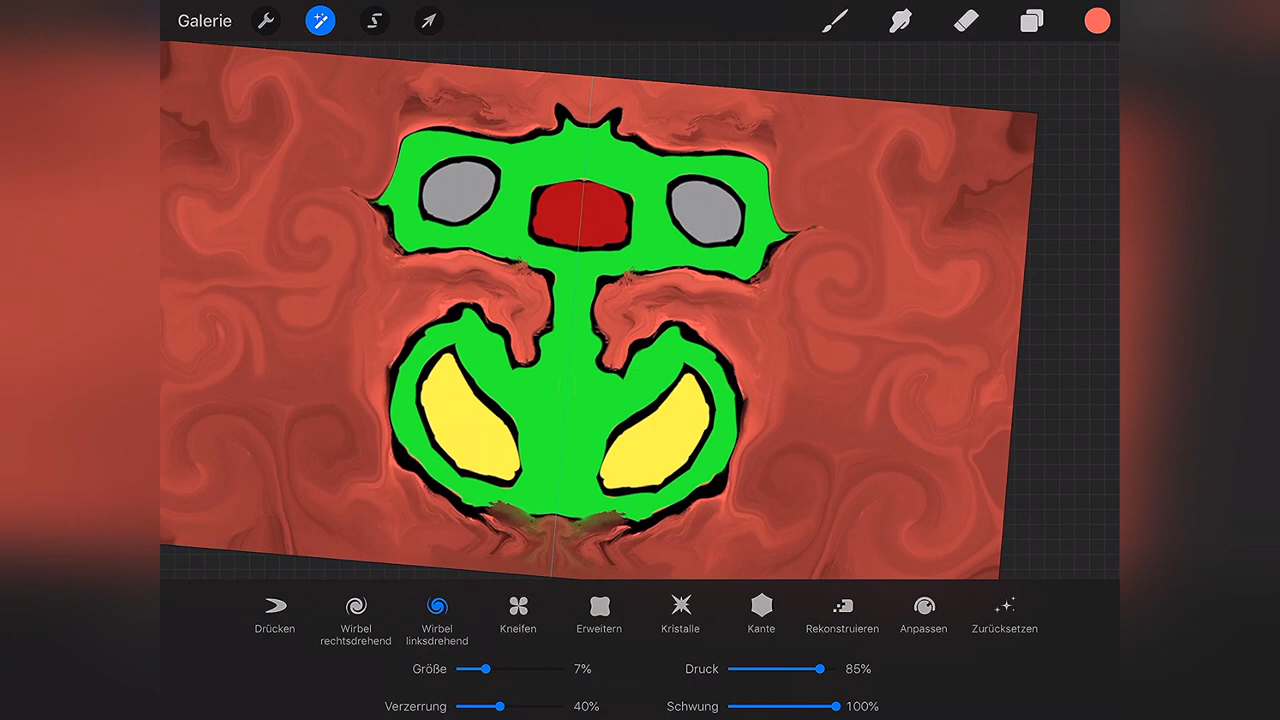 Galerie
Drücken
Wirbel
rechtsdrehend
Wirbel
linksdrehend
Kneifen
Erweitern
Kristalle
Kante
Rekonstruieren
Anpassen
Zurücksetzen
Größe 7%
Druck 85%
Verzerrung 40%
Schwung 100%